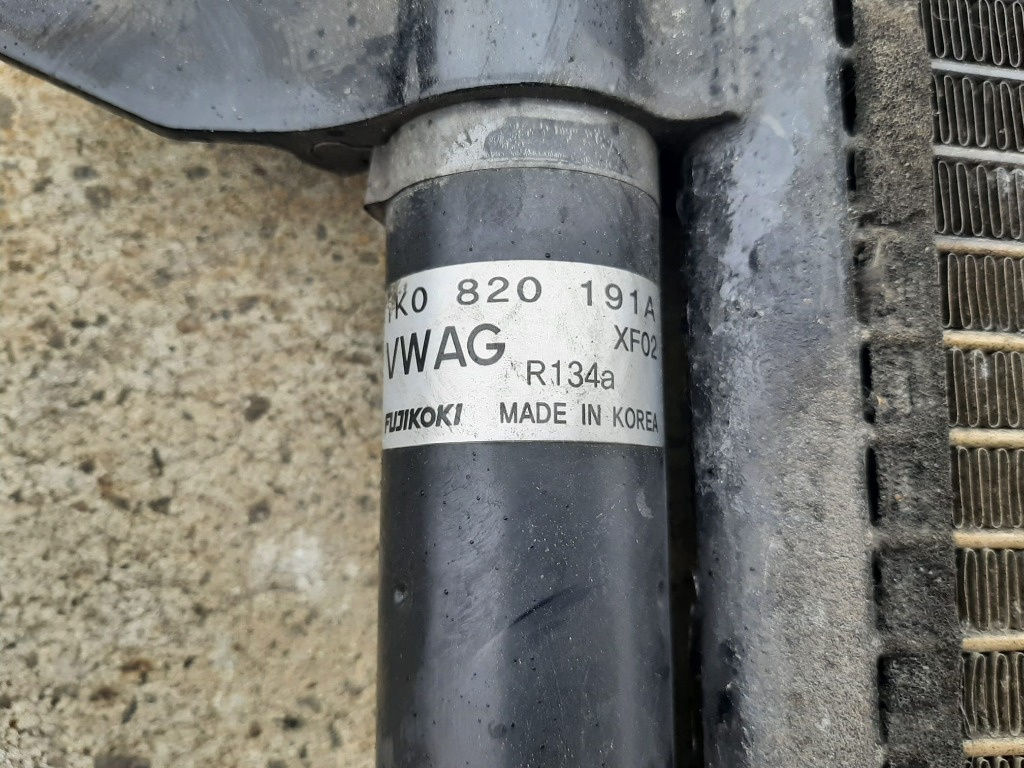 1K0 820 191A
XF02
VWAG
R134a
FUJIKOKI MADE IN KOREA